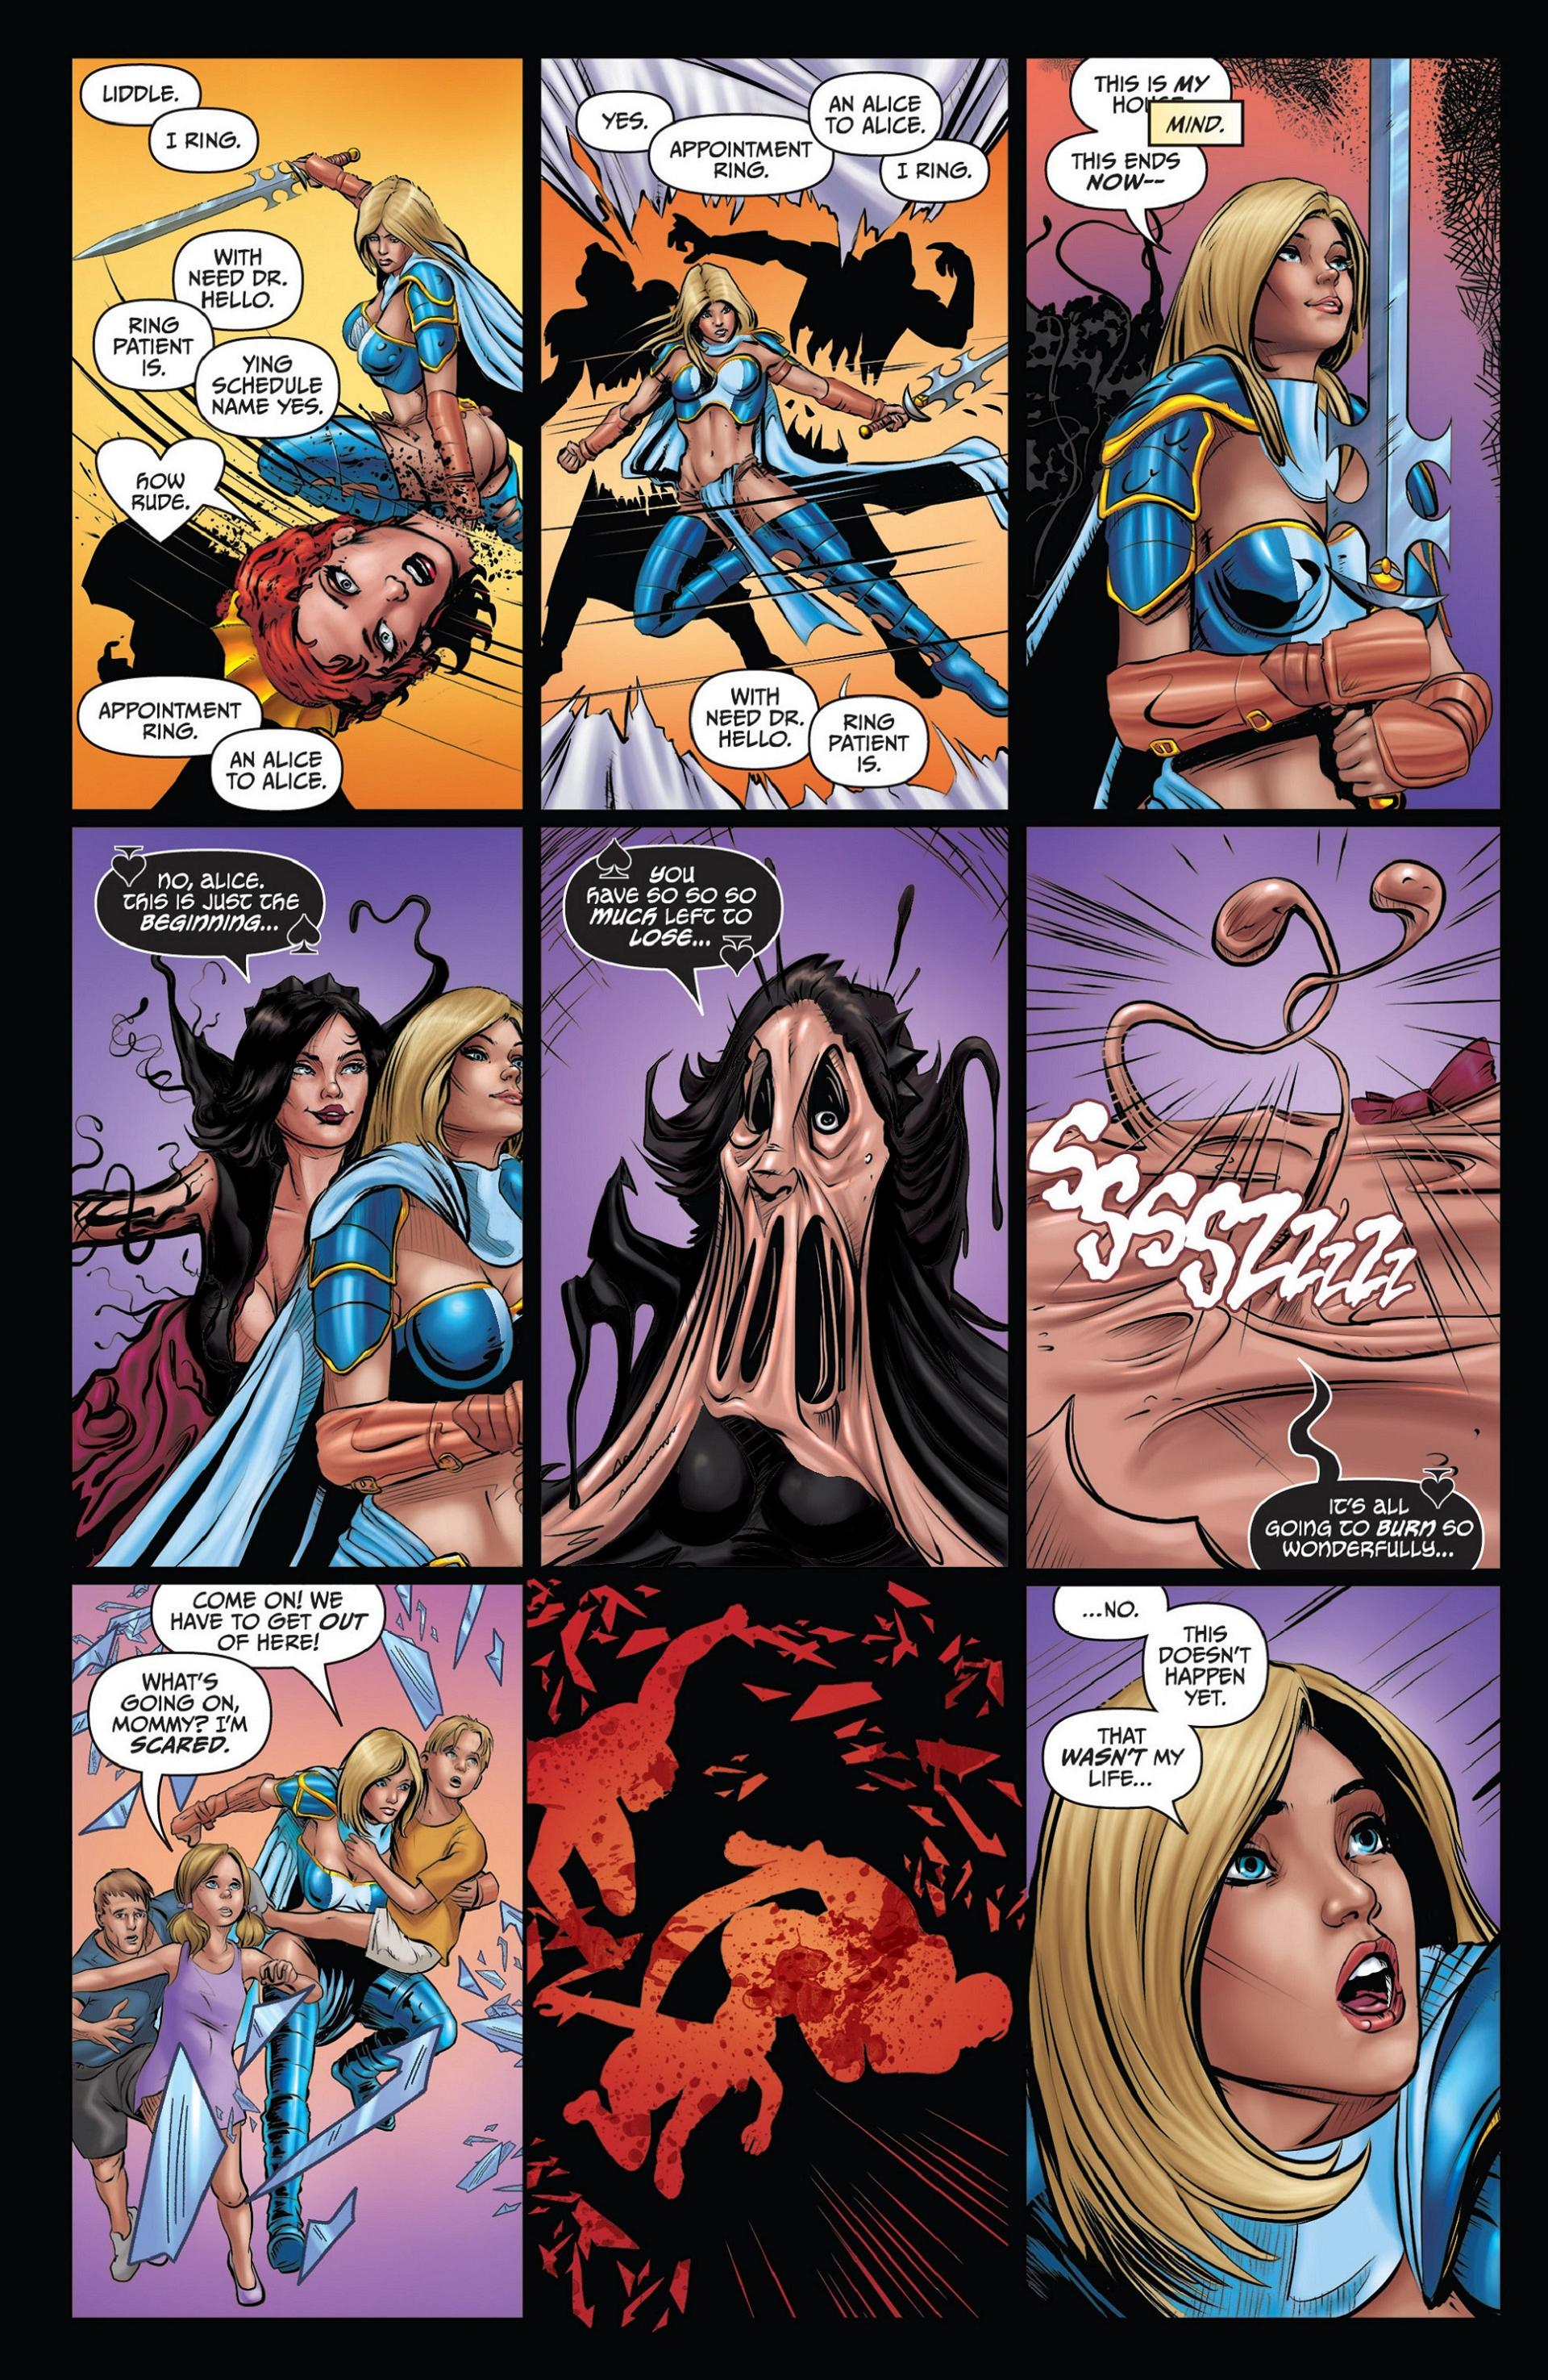 LIDDLE.
I RING.
WITH
NEED DR.
HELLO.
RING
PATIENT
IS.
YING
SCHEDULE
NAME YES.
HOW
RUDE.
APPOINTMENT
RING.
AN ALICE
TO ALICE.
YES.
APPOINTMENT
RING.
AN ALICE
TO ALICE.
I RING.
WITH
NEED DR.
HELLO.
RING
PATIENT
IS.
THIS IS MY
MIND.
THIS ENDS
NOW--
NO, ALICE.
THIS IS JUST THE
BEGINNING...
YOU
HAVE SO SO SO
MUCH LEFT TO
LOSE...
SSSSZZZZZ
IT'S ALL
GOING TO BURN SO
WONDERFULLY...
COME ON! WE
HAVE TO GET OUT
OF HERE!
WHAT'S
GOING ON,
MOMMY? I'M
SCARED.
...NO.
THIS
DOESN'T
HAPPEN
YET.
THAT
WASN'T MY
LIFE...